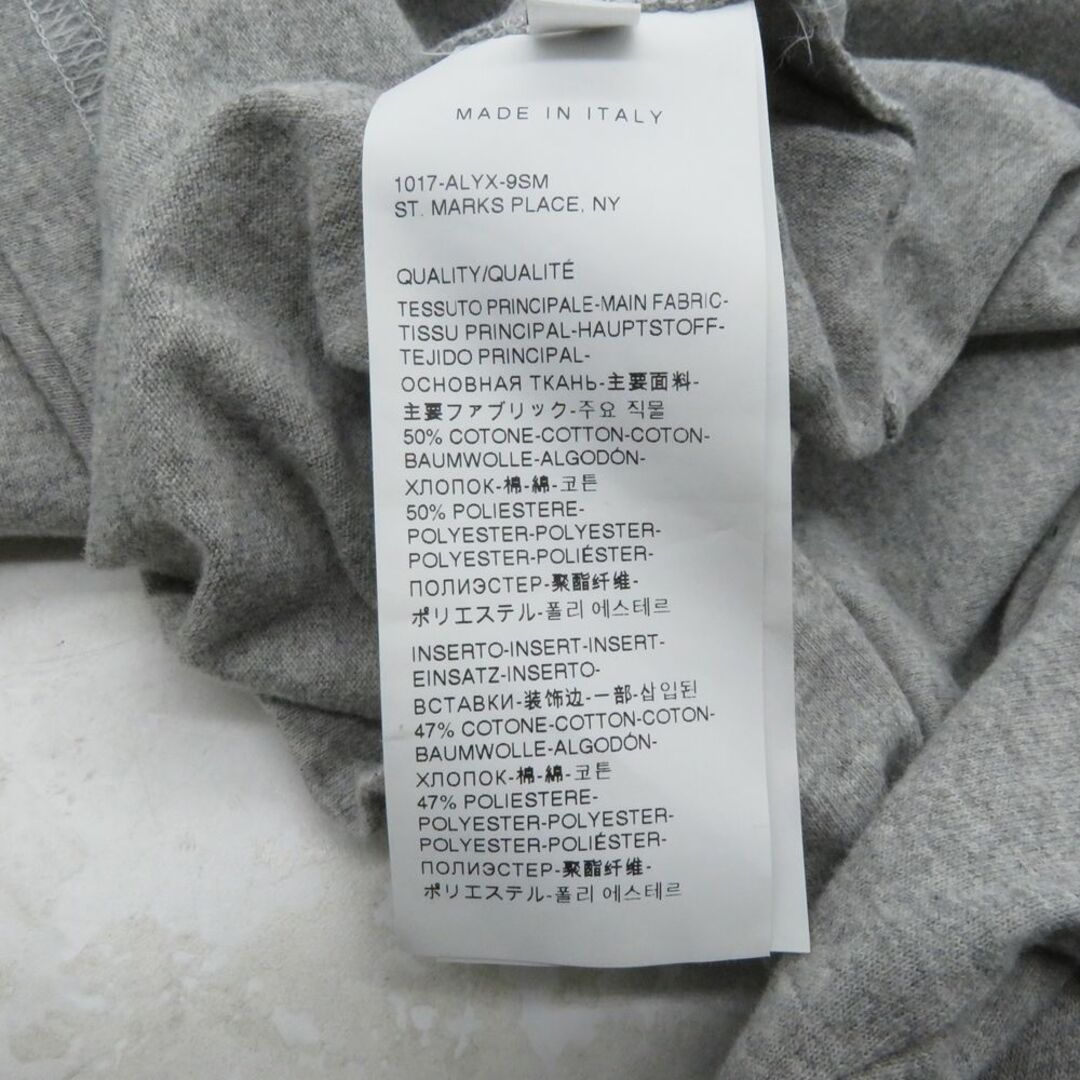 MADE IN ITALY
1017-ALYX-9SM
ST. MARKS PLACE, NY
QUALITY/QUALITÉ
TESSUTO PRINCIPALE-MAIN FABRIC-
TISSU PRINCIPAL-HAUPTSTOFF-
TEJIDO PRINCIPAL-
ОСНОВНАЯ ТКАНЬ-主要面料-
主要ファブリック-주요 직물
50% COTONE-COTTON-COTON-
BAUMWOLLE-ALGODÓN-
ХЛОПОК-棉-綿-코튼
50% POLIESTERE-
POLYESTER-POLYESTER-
POLYESTER-POLIÉSTER-
ПОЛИЭСТЕР-聚酯纤维-
ポリエステル-폴리 에스테르
INSERTO-INSERT-INSERT-
EINSATZ-INSERTO-
ВСТАВКИ-装饰边-一部-삽입된
47% COTONE-COTTON-COTON-
BAUMWOLLE-ALGODÓN-
ХЛОПОК-棉-綿-코튼
47% POLIESTERE-
POLYESTER-POLYESTER-
POLYESTER-POLIÉSTER-
ПОЛИЭСТЕР-聚酯纤维-
ポリエステル-폴리 에스테르